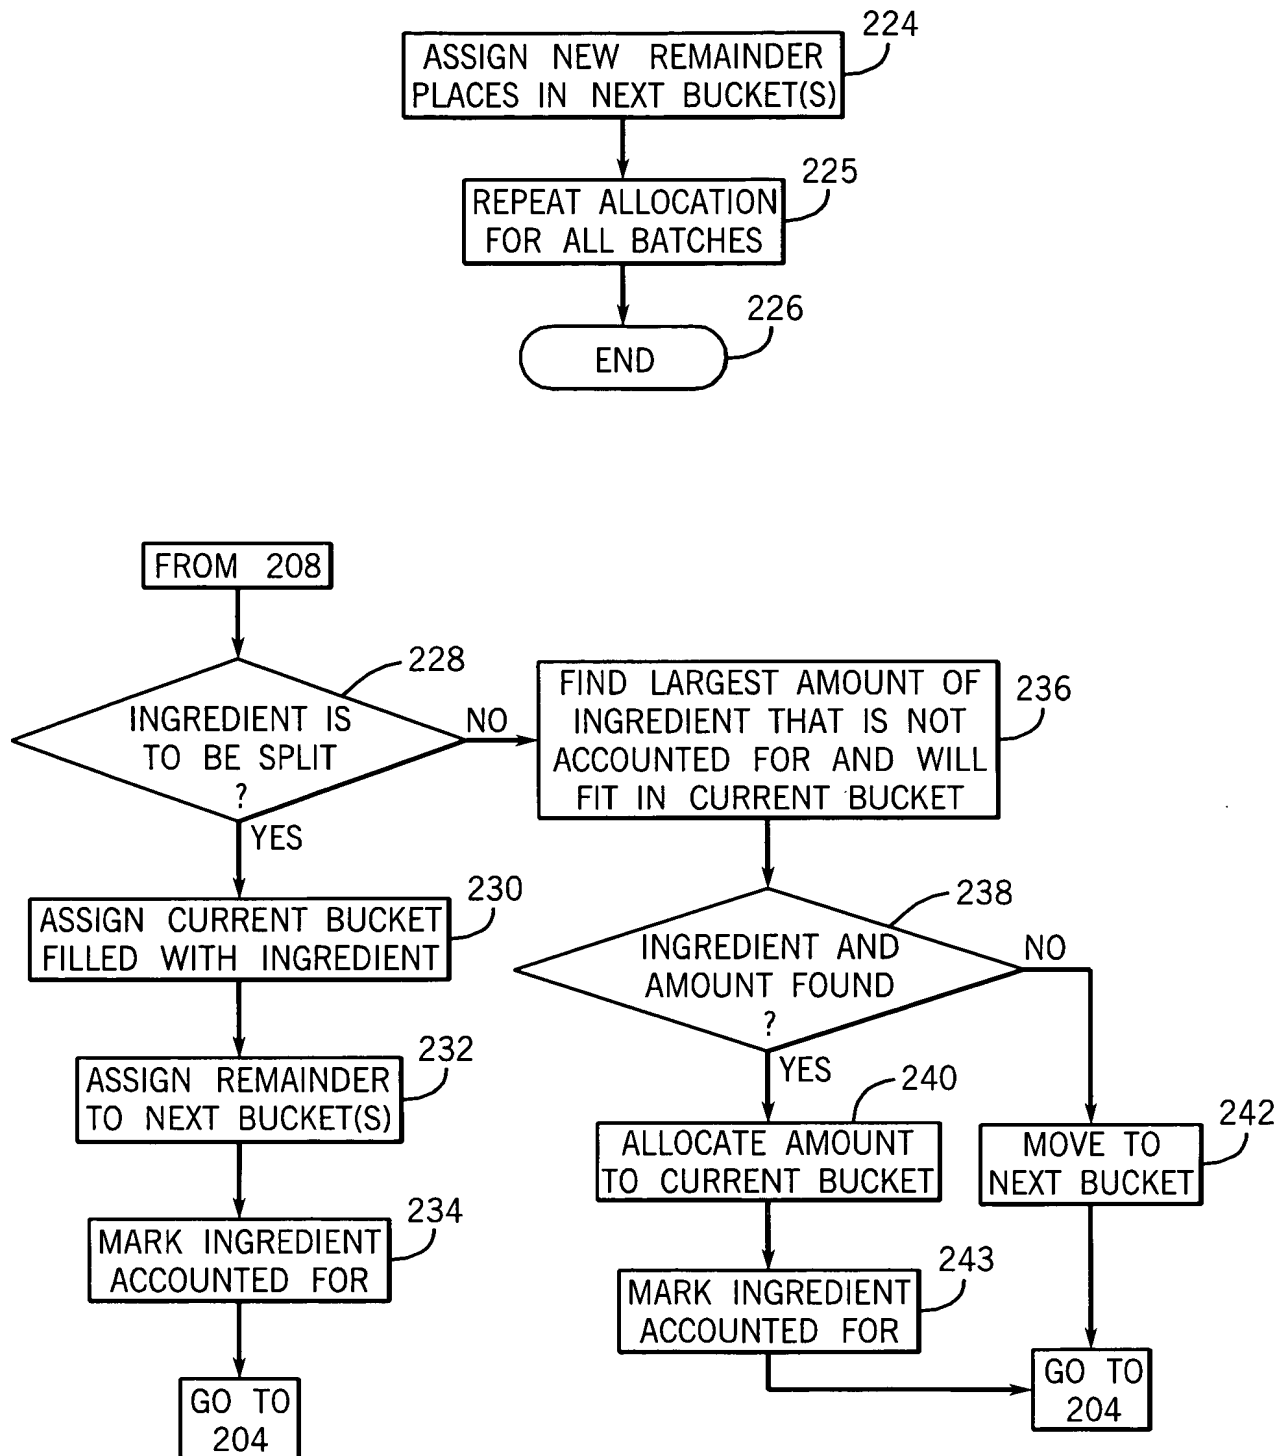 224
ASSIGN NEW REMAINDER
PLACES IN NEXT BUCKET(S)
225
REPEAT ALLOCATION
FOR ALL BATCHES
226
END
FROM 208
228
INGREDIENT IS
TO BE SPLIT
?
NO
YES
236
FIND LARGEST AMOUNT OF
INGREDIENT THAT IS NOT
ACCOUNTED FOR AND WILL
FIT IN CURRENT BUCKET
230
ASSIGN CURRENT BUCKET
FILLED WITH INGREDIENT
238
INGREDIENT AND
AMOUNT FOUND
?
NO
YES
232
ASSIGN REMAINDER
TO NEXT BUCKET(S)
240
ALLOCATE AMOUNT
TO CURRENT BUCKET
242
MOVE TO
NEXT BUCKET
234
MARK INGREDIENT
ACCOUNTED FOR
243
MARK INGREDIENT
ACCOUNTED FOR
GO TO
204
GO TO
204